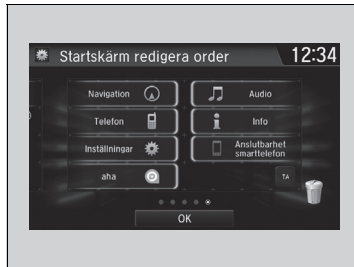 Startskärm redigera order
12:34
Navigation
Audio
Telefon
Info
Inställningar
Anslutbarhet
smarttelefon
aha
TA
OK